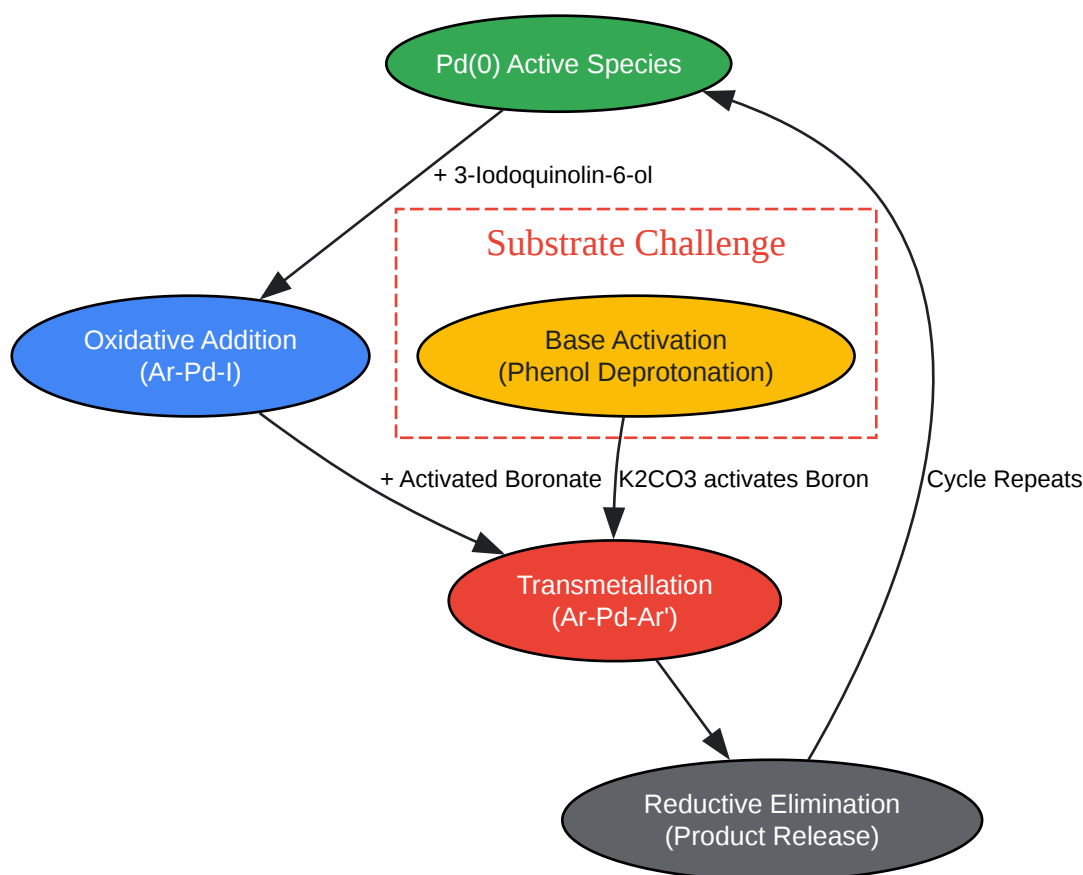 Pd(0) Active Species
+ 3-Iodoquinolin-6-ol
Substrate Challenge
Oxidative Addition
(Ar-Pd-I)
Base Activation
(Phenol Deprotonation)
+ Activated Boronate
K2CO3 activates Boron
Cycle Repeats
Transmetallation
(Ar-Pd-Ar')
Reductive Elimination
(Product Release)